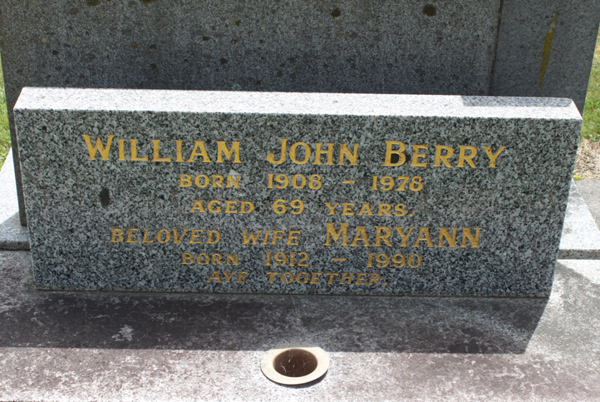 WILLIAM JOHN BERRY
BORN 1908 - 1978
AGED 69 YEARS.
BELOVED WIFE MARYANN
BORN 1912 - 1990
AYE TOGETHER